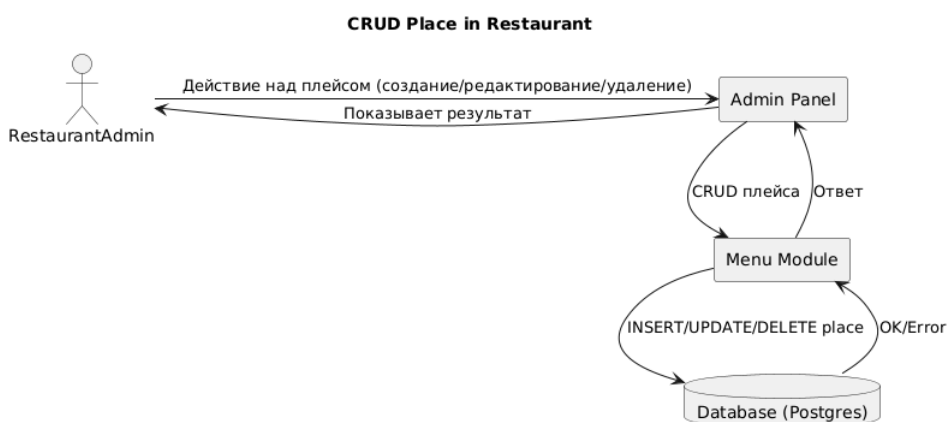 CRUD Place in Restaurant
Действие над плейсом (создание/редактирование/удаление)
Admin Panel
Показывает результат
RestaurantAdmin
CRUD плейса
Ответ
Menu Module
INSERT/UPDATE/DELETE place
OK/Error
Database (Postgres)